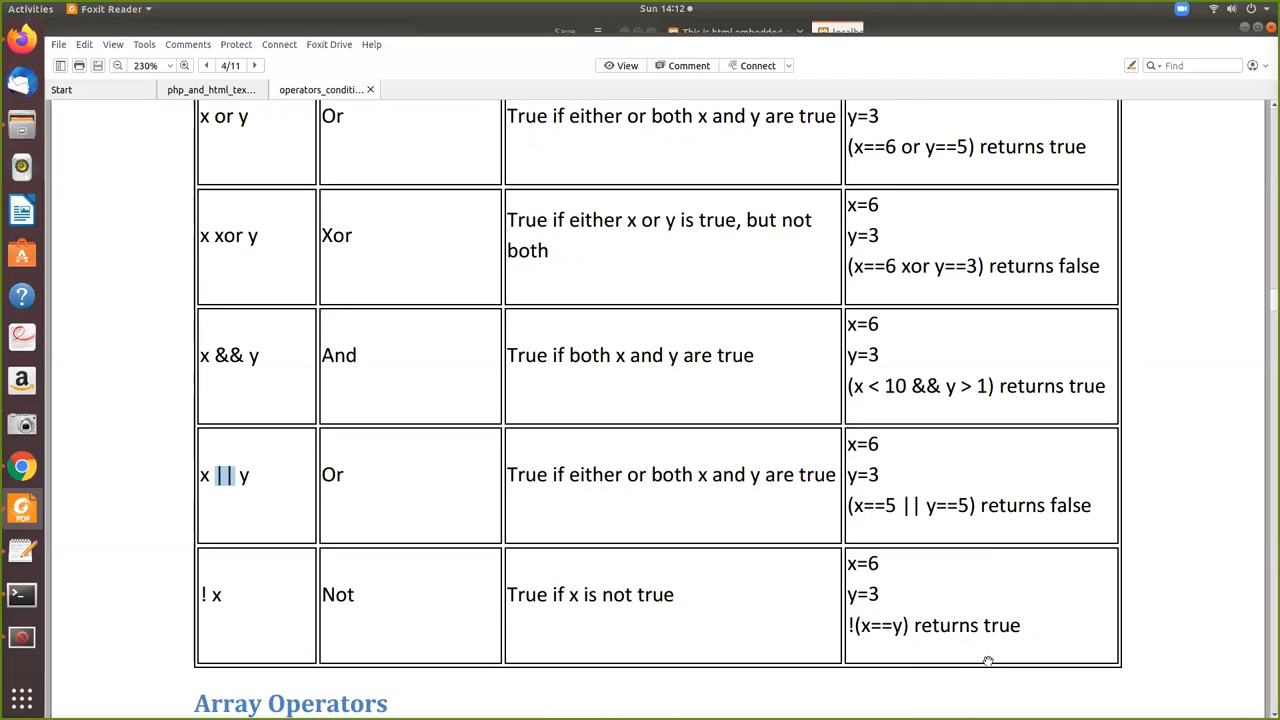 Activities
Foxit Reader
Sun 14:12
Save
This is html embedded
File Edit View Tools Comments Protect Connect Foxit Drive Help
230% 4/11 View Comment Connect Find
Start php_and_html_tex... operators_conditi...
x or y Or True if either or both x and y are true y=3
(x==6 or y==5) returns true
x xor y Xor True if either x or y is true, but not both
x=6
y=3
(x==6 xor y==3) returns false
x && y And True if both x and y are true
x=6
y=3
(x < 10 && y > 1) returns true
x || y Or True if either or both x and y are true
x=6
y=3
(x==5 || y==5) returns false
! x Not True if x is not true
x=6
y=3
!(x==y) returns true
Array Operators